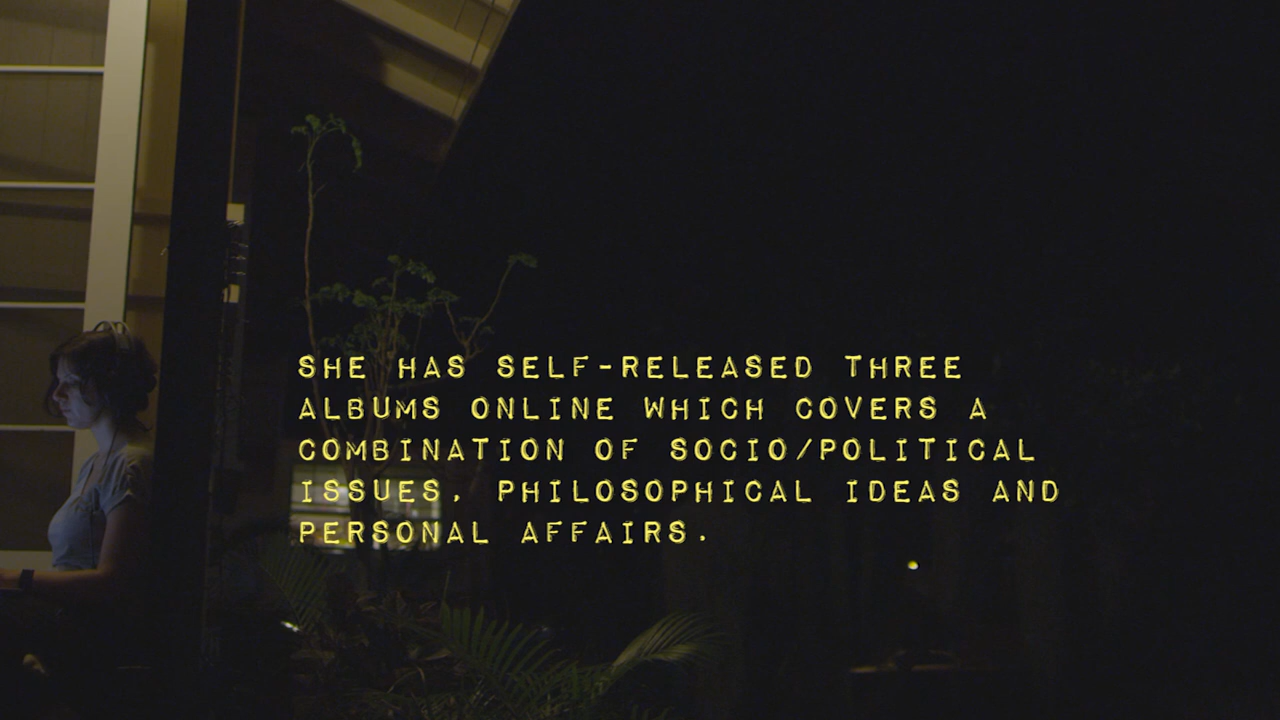 SHE HAS SELF-RELEASED THREE
ALBUMS ONLINE WHICH COVERS A
COMBINATION OF SOCIO/POLITICAL
ISSUES, PHILOSOPHICAL IDEAS AND
PERSONAL AFFAIRS.